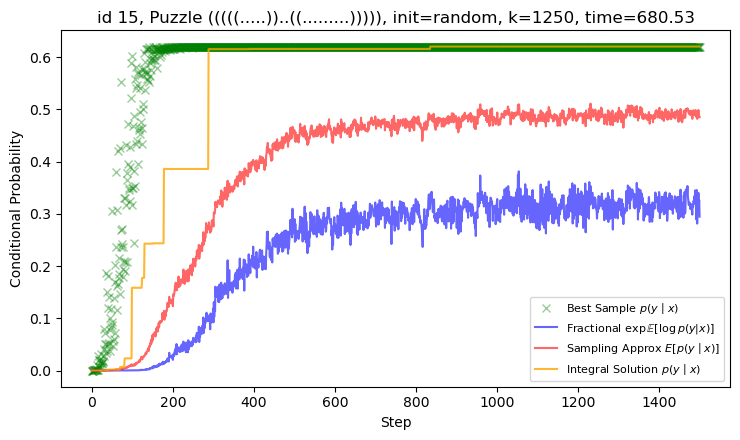 id 15, Puzzle (((((.....))..((.........))))), init=random, k=1250, time=680.53
Conditional Probability
0.6
0.5
0.4
0.3
0.2
0.1
0.0
Best Sample p(y | x)
Fractional exp 𝔼[log p(y|x)]
Sampling Approx E[p(y | x)]
Integral Solution p(y | x)
0 200 400 600 800 1000 1200 1400
Step